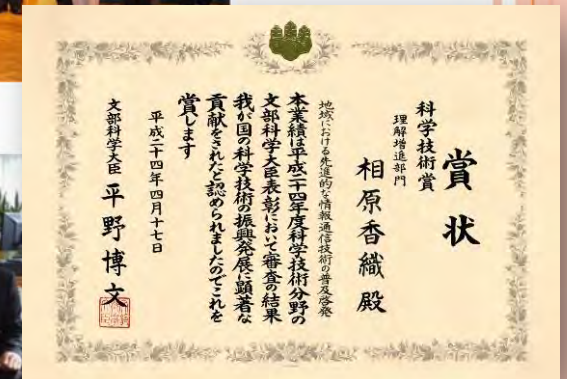 賞状
科学技術賞
理解増進部門
相原香織殿
地域における先進的な情報通信技術の普及啓発
本業績は平成二十四年度科学技術分野の
文部科学大臣表彰において審査の結果
我が国の科学技術の振興発展に顕著な
貢献をされたと認められましたのでこれを
賞します
平成二十四年四月十七日
文部科学大臣 平野博文